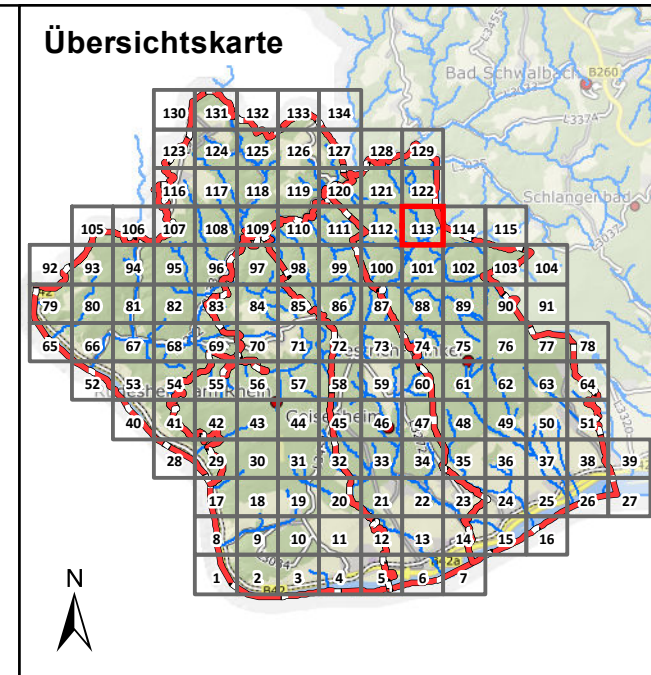 Übersichtskarte
Bad Schwalbach
B260
L3374
L3035
Schlangenbad
L3037
130 131 132 133 134
123 124 125 126 127 128 129
116 117 118 119 120 121 122
105 106 107 108 109 110 111 112 113 114 115
92 93 94 95 96 97 98 99 100 101 102 103 104
79 80 81 82 83 84 85 86 87 88 89 90 91
65 66 67 68 69 70 71 72 73 74 75 76 77 78
52 53 54 55 56 57 58 59 60 61 62 63 64
40 41 42 43 44 45 46 47 48 49 50 51
Geisenheim
28 29 30 31 32 33 34 35 36 37 38 39
17 18 19 20 21 22 23 24 25 26 27
8 9 10 11 12 13 14 15 16
1 2 3 4 5 6 7
B42
N